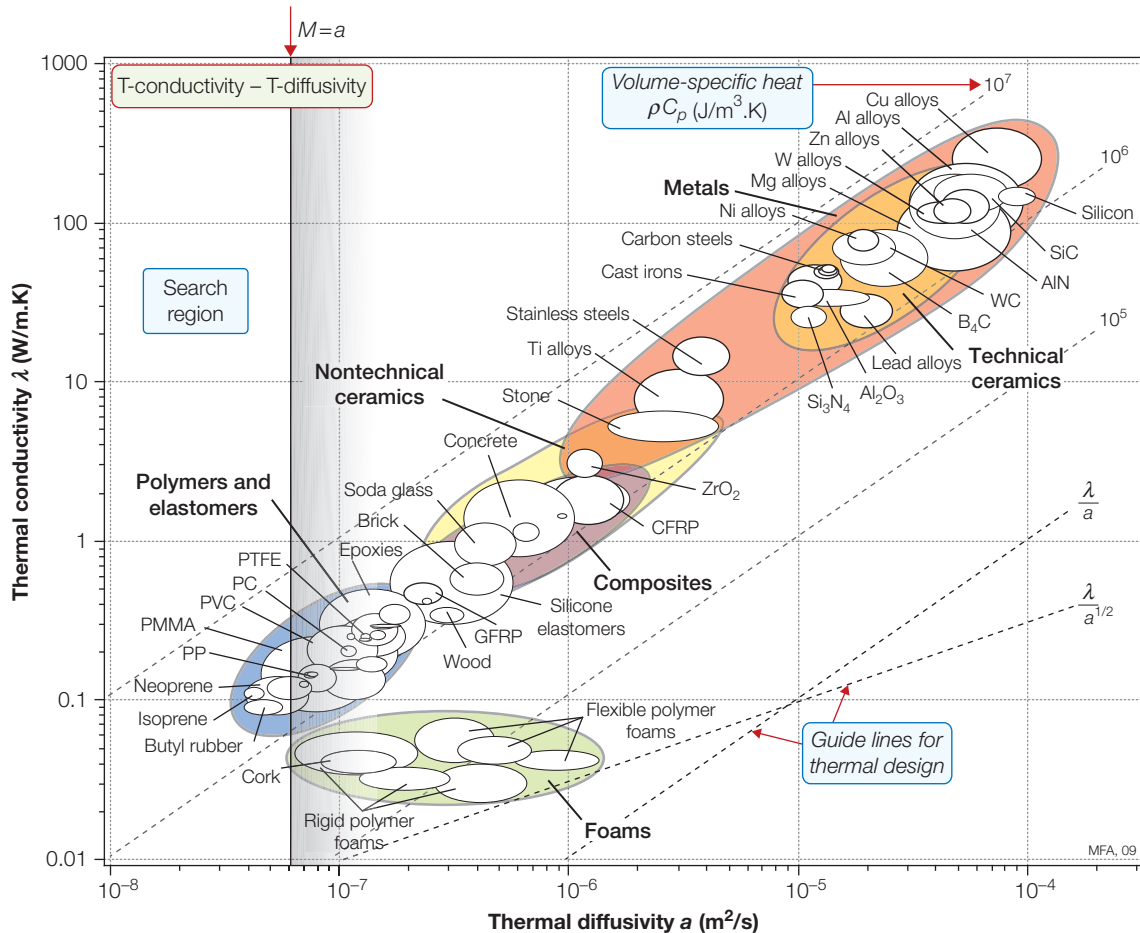 M = a
1000
T-conductivity – T-diffusivity
Volume-specific heat
ρCp (J/m³.K)
10⁷
Cu alloys
Al alloys
Zn alloys
W alloys
Mg alloys
10⁶
Metals
Ni alloys
Silicon
100
Carbon steels
SiC
Cast irons
AlN
Search
region
WC
B₄C
10⁵
Stainless steels
Lead alloys
Technical
ceramics
Ti alloys
Al₂O₃
Si₃N₄
Nontechnical
ceramics
10
Stone
Concrete
ZrO₂
Polymers and
elastomers
Soda glass
CFRP
Brick
λ
a
1
Epoxies
PTFE
Composites
PC
PVC
Silicone
elastomers
GFRP
λ
a1/2
PMMA
Wood
PP
Neoprene
0.1
Isoprene
Flexible polymer
foams
Butyl rubber
Guide lines for
thermal design
Cork
Rigid polymer
foams
Foams
0.01
MFA, 09
10⁻⁸
10⁻⁷
10⁻⁶
10⁻⁵
10⁻⁴
Thermal diffusivity a (m²/s)
Thermal conductivity λ (W/m.K)